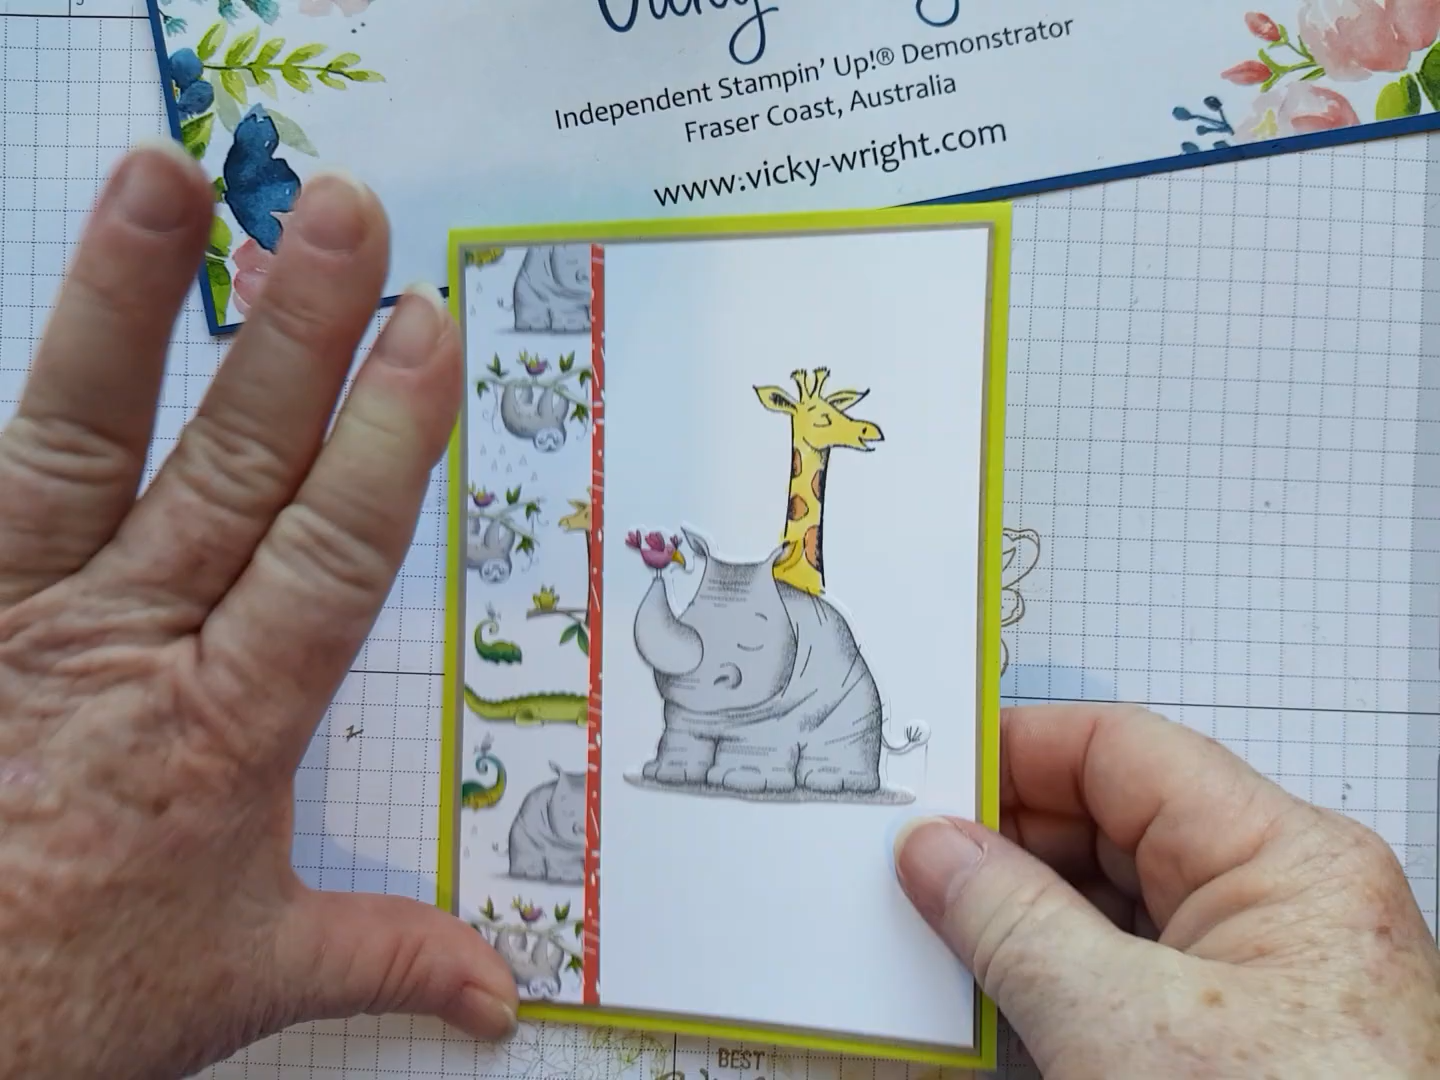 Independent Stampin' Up!® Demonstrator
Fraser Coast, Australia
www.vicky-wright.com
BEST